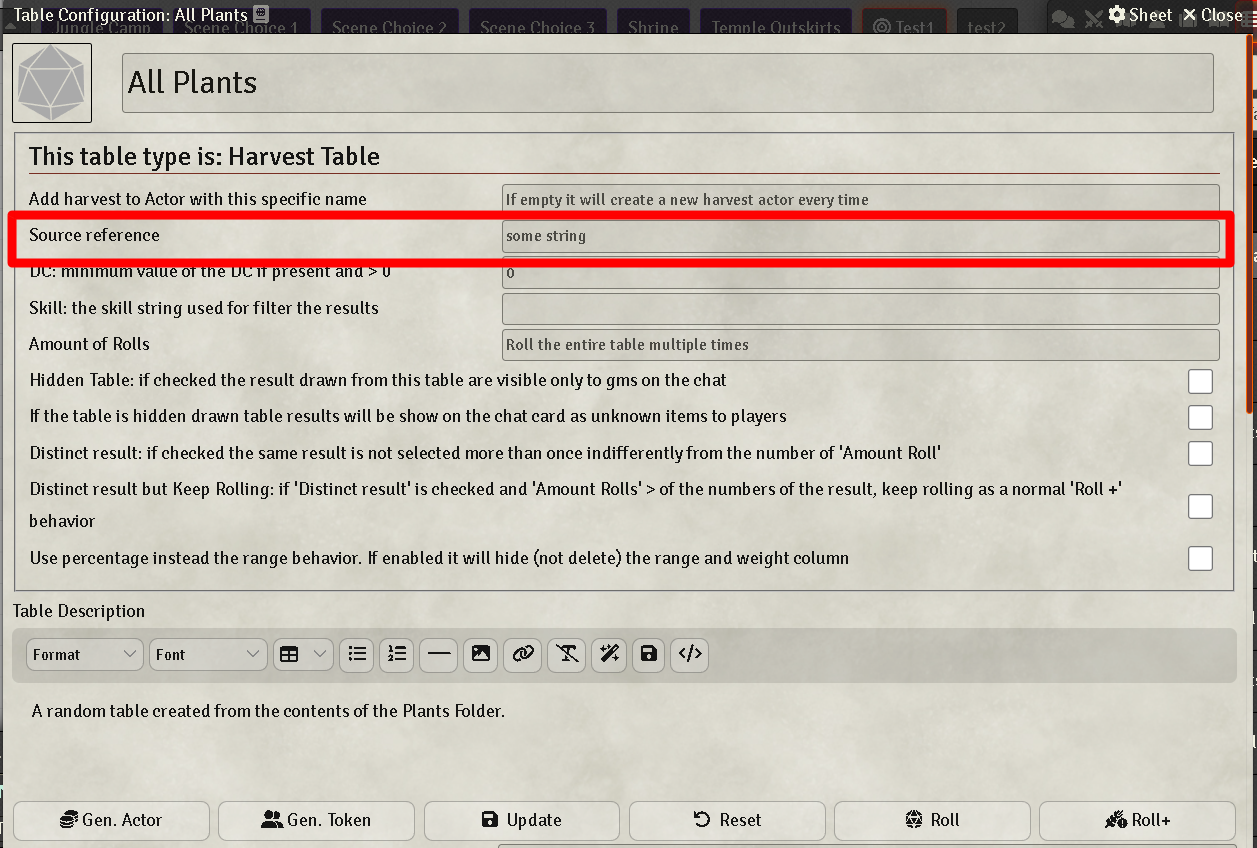 Table Configuration: All Plants
Jungle Camp Scene Choice 1 Scene Choice 2 Scene Choice 3 Shrine Temple Outskirts Test1 test2
Sheet Close
All Plants
This table type is: Harvest Table
Add harvest to Actor with this specific name If empty it will create a new harvest actor every time
Source reference some string
DC: minimum value of the DC if present and > 0 0
Skill: the skill string used for filter the results
Amount of Rolls Roll the entire table multiple times
Hidden Table: if checked the result drawn from this table are visible only to gms on the chat
If the table is hidden drawn table results will be show on the chat card as unknown items to players
Distinct result: if checked the same result is not selected more than once indifferently from the number of 'Amount Roll'
Distinct result but Keep Rolling: if 'Distinct result' is checked and 'Amount Rolls' > of the numbers of the result, keep rolling as a normal 'Roll +'
behavior
Use percentage instead the range behavior. If enabled it will hide (not delete) the range and weight column
Table Description
Format Font
A random table created from the contents of the Plants Folder.
Gen. Actor Gen. Token Update Reset Roll Roll+